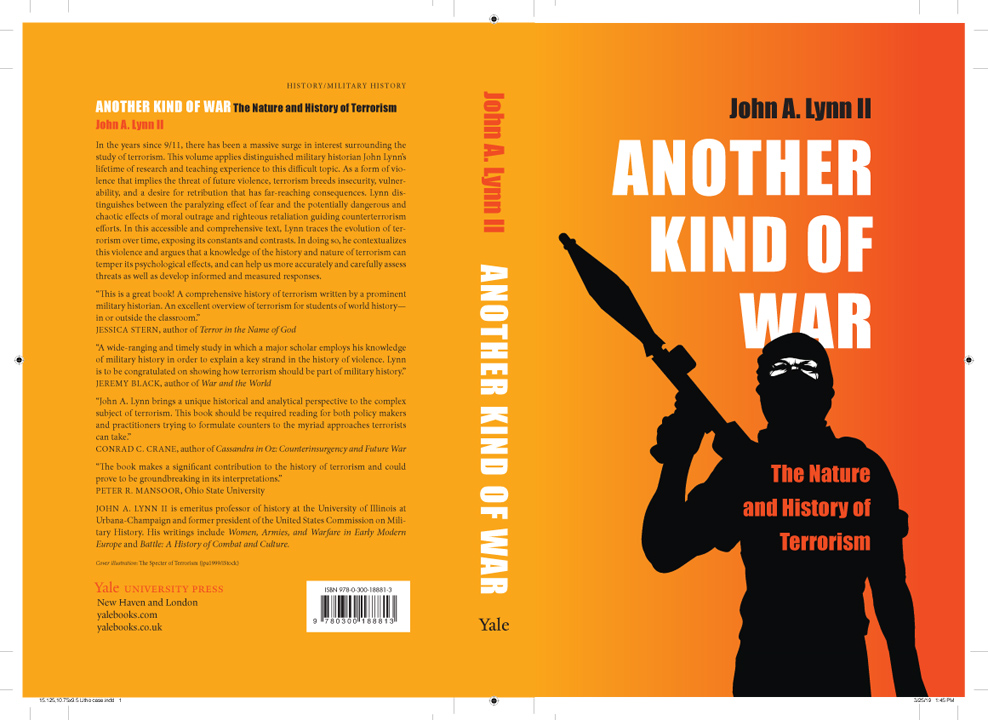 HISTORY/MILITARY HISTORY
ANOTHER KIND OF WAR The Nature and History of Terrorism
John A. Lynn II
In the years since 9/11, there has been a massive surge in interest surrounding the
study of terrorism. This volume applies distinguished military historian John Lynn's
lifetime of research and teaching experience to this difficult topic. As a form of vio-
lence that implies the threat of future violence, terrorism breeds insecurity, vulner-
ability, and a desire for retribution that has far-reaching consequences. Lynn dis-
tinguishes between the paralyzing effect of fear and the potentially dangerous and
chaotic effects of moral outrage and righteous retaliation guiding counterterrorism
efforts. In this accessible and comprehensive text, Lynn traces the evolution of ter-
rorism over time, exposing its constants and contrasts. In doing so, he contextualizes
this violence and argues that a knowledge of the history and nature of terrorism can
temper its psychological effects, and can help us more accurately and carefully assess
threats as well as develop informed and measured responses.
"This is a great book! A comprehensive history of terrorism written by a prominent
military historian. An excellent overview of terrorism for students of world history—
in or outside the classroom."
JESSICA STERN, author of Terror in the Name of God
"A wide-ranging and timely study in which a major scholar employs his knowledge
of military history in order to explain a key strand in the history of violence. Lynn
is to be congratulated on showing how terrorism should be part of military history."
JEREMY BLACK, author of War and the World
"John A. Lynn brings a unique historical and analytical perspective to the complex
subject of terrorism. This book should be required reading for both policy makers
and practitioners trying to formulate counters to the myriad approaches terrorists
can take."
CONRAD C. CRANE, author of Cassandra in Oz: Counterinsurgency and Future War
"The book makes a significant contribution to the history of terrorism and could
prove to be groundbreaking in its interpretations."
PETER R. MANSOOR, Ohio State University
JOHN A. LYNN II is emeritus professor of history at the University of Illinois at
Urbana-Champaign and former president of the United States Commission on Mili-
tary History. His writings include Women, Armies, and Warfare in Early Modern
Europe and Battle: A History of Combat and Culture.
Cover illustration: The Specter of Terrorism
Yale UNIVERSITY PRESS
New Haven and London
yalebooks.com
yalebooks.co.uk
ISBN 978-0-300-18881-3
9 780300 188813
John A. Lynn II
ANOTHER KIND OF WAR
Yale
John A. Lynn II
ANOTHER
KIND OF
WAR
The Nature
and History of
Terrorism
3/25/19 1:45 PM